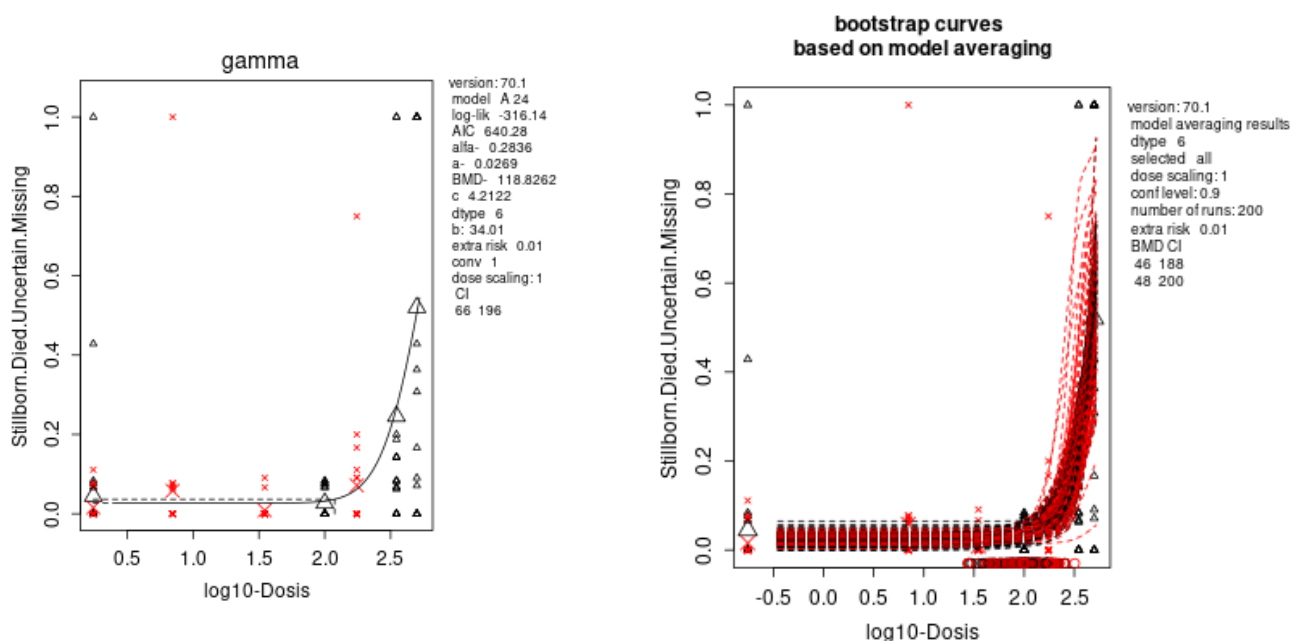 gamma
Stillborn.Died.Uncertain.Missing
1.0
0.8
0.6
0.4
0.2
0.0
0.5 1.0 1.5 2.0 2.5
log10-Dosis
version: 70.1
model A 24
log-lik -316.14
AIC 640.28
alfa- 0.2836
a- 0.0269
BMD- 118.8262
c 4.2122
dtype 6
b: 34.01
extra risk 0.01
conv 1
dose scaling: 1
CI
66 196
bootstrap curves
based on model averaging
Stillborn.Died.Uncertain.Missing
1.0
0.8
0.6
0.4
0.2
0.0
-0.5 0.0 0.5 1.0 1.5 2.0 2.5
log10-Dosis
version: 70.1
model averaging results
dtype 6
selected all
dose scaling: 1
conf level: 0.9
number of runs: 200
extra risk 0.01
BMD CI
46 188
48 200